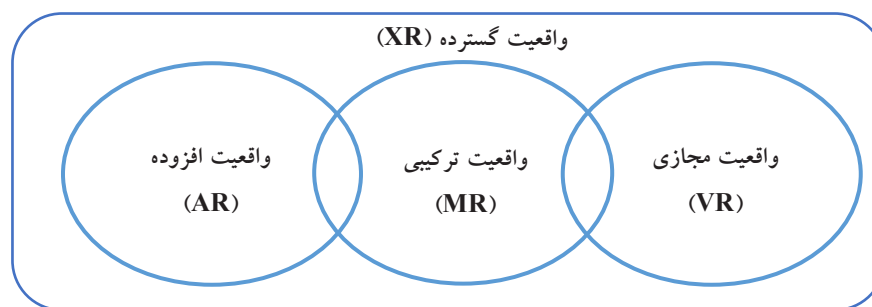 واقعیت گسترده (XR)
واقعیت مجازی
(VR)
واقعیت ترکیبی
(MR)
واقعیت افزوده
(AR)